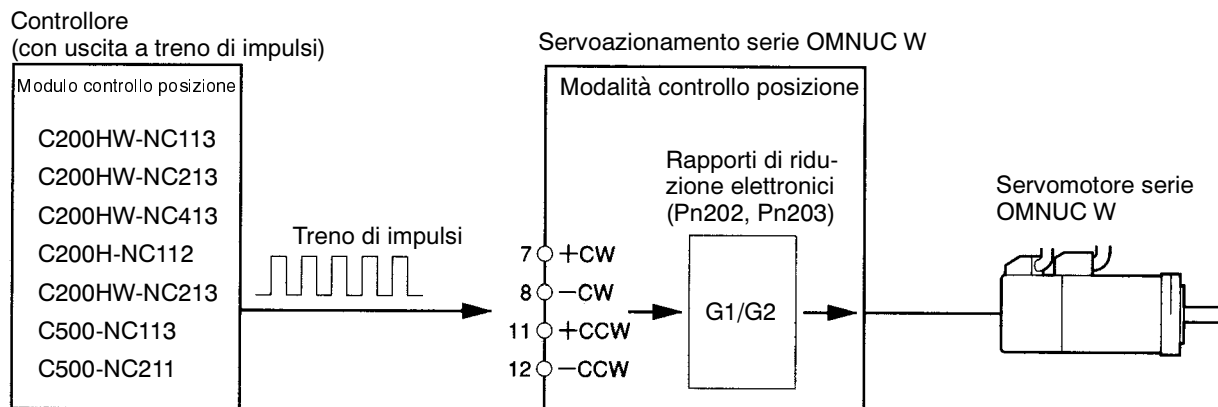 Controllore
(con uscita a treno di impulsi)
Modulo controllo posizione
C200HW-NC113
C200HW-NC213
C200HW-NC413
C200H-NC112
C200HW-NC213
C500-NC113
C500-NC211
Treno di impulsi
Servoazionamento serie OMNUC W
Modalità controllo posizione
7 +CW
8 −CW
11 +CCW
12 −CCW
Rapporti di ridu-
zione elettronici
(Pn202, Pn203)
G1/G2
Servomotore serie
OMNUC W